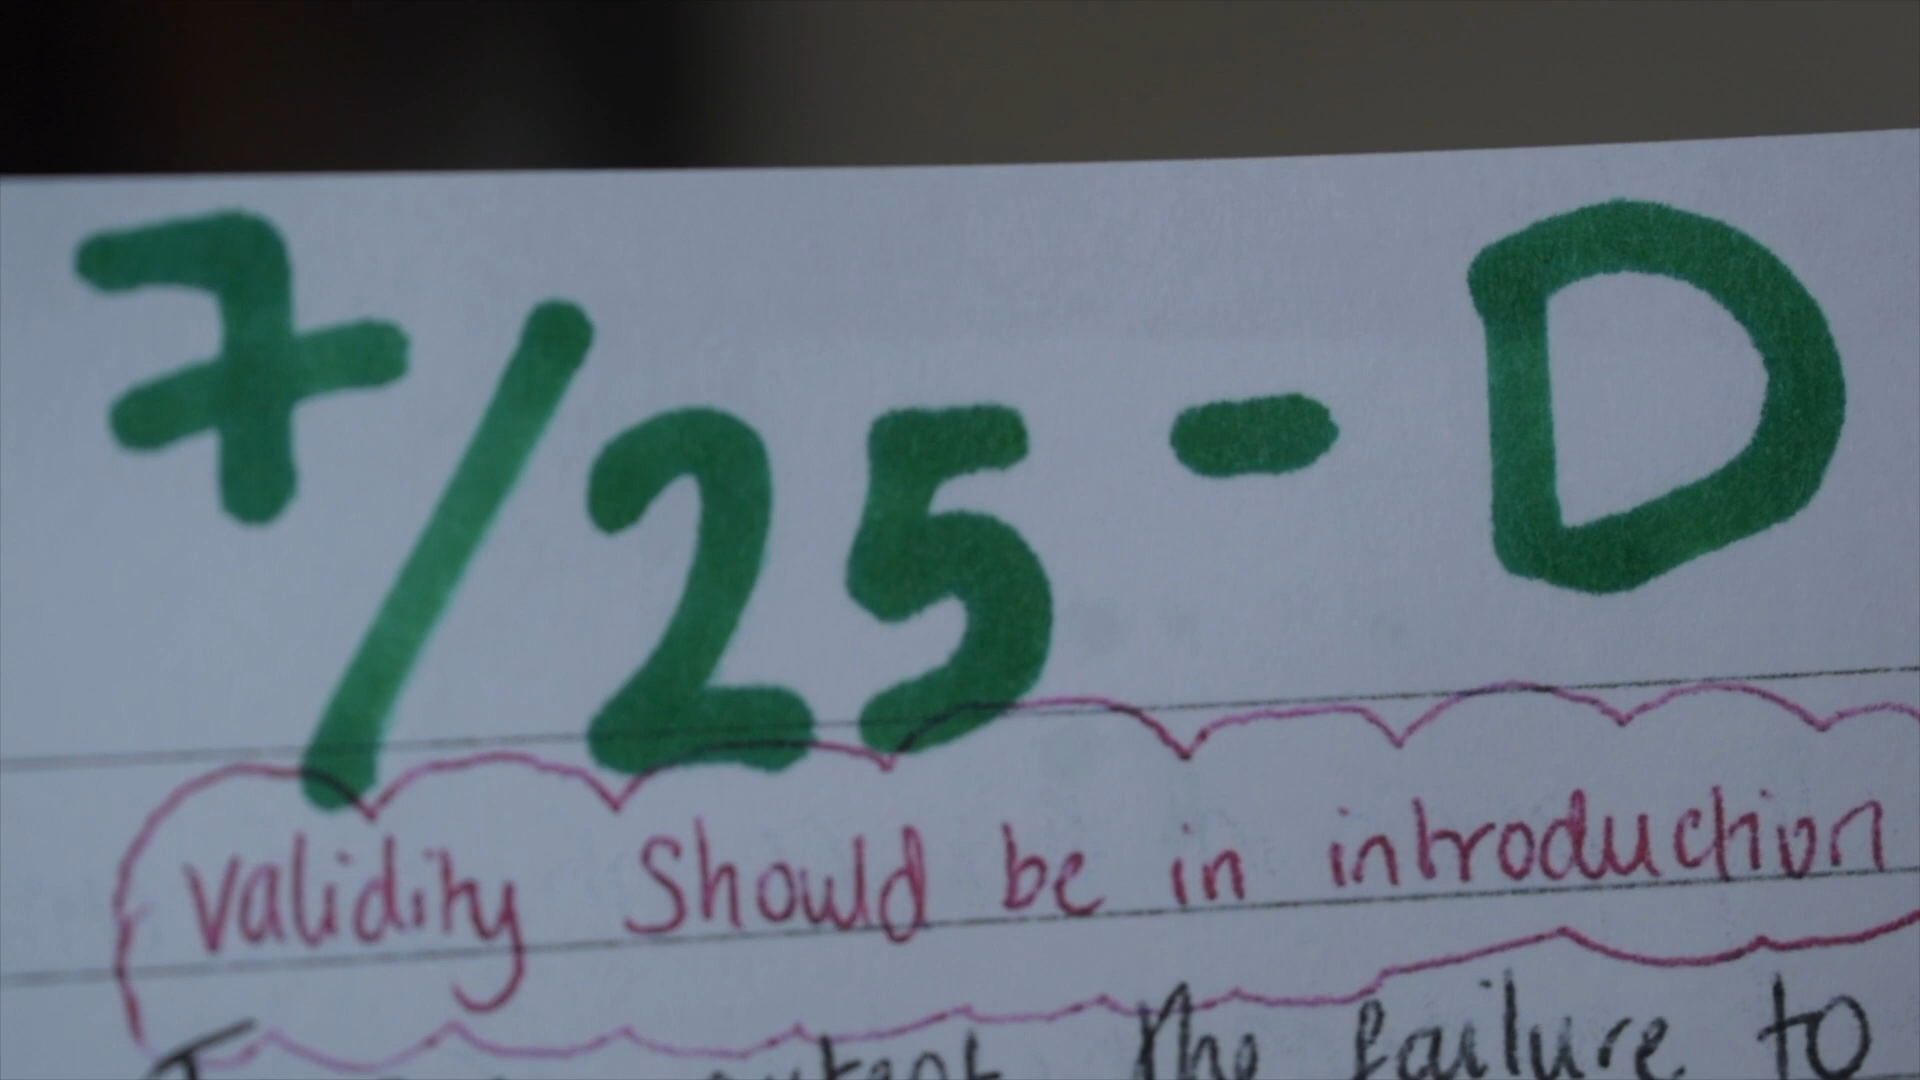 7/25 - D
Validity Should be in introduction
the failure to